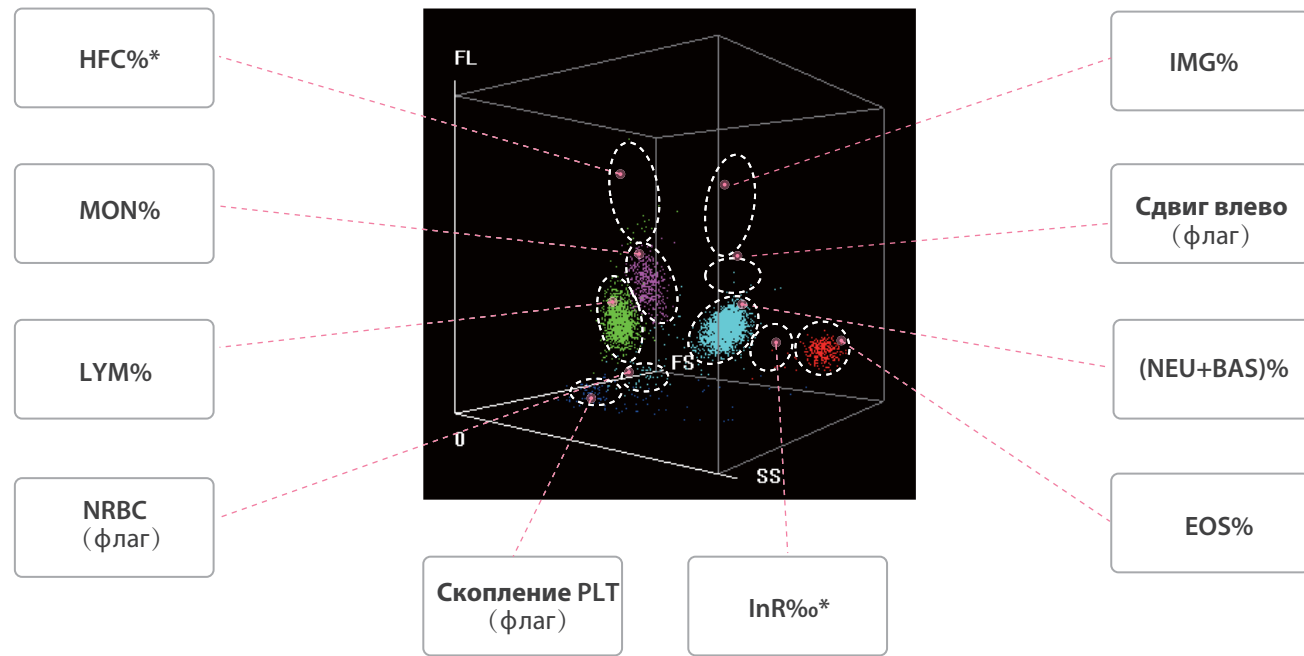 HFC%*
MON%
LYM%
NRBC
(флаг)
FL
FS
0
SS
IMG%
Сдвиг влево
(флаг)
(NEU+BAS)%
EOS%
Скопление PLT
(флаг)
InR‰*